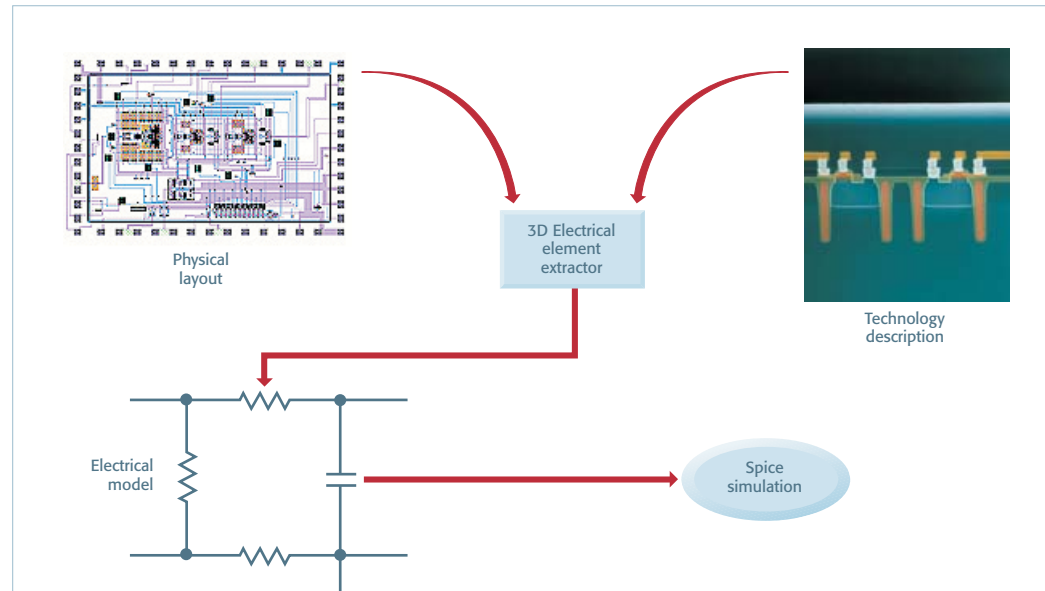 Physical
layout
3D Electrical
element
extractor
Technology
description
Electrical
model
Spice
simulation